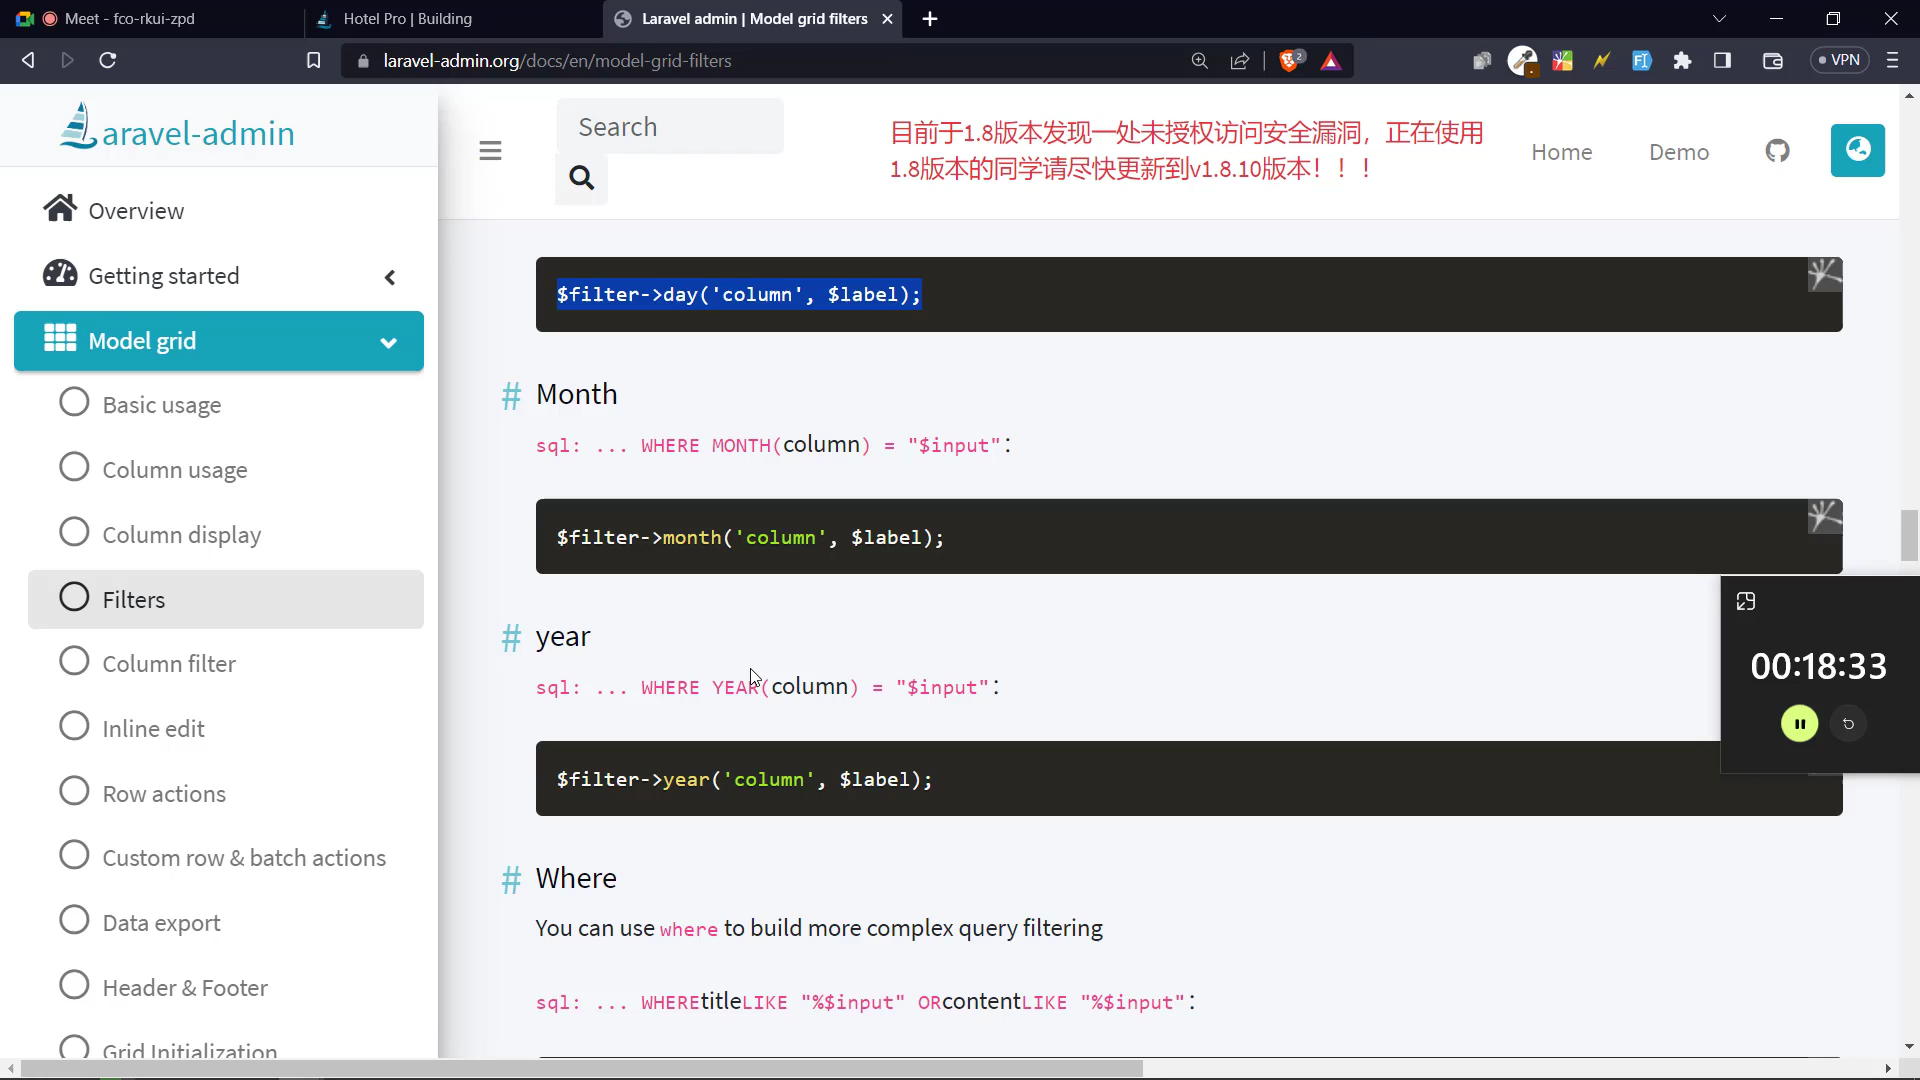 Meet - fco-rkui-zpd
Hotel Pro | Building
Laravel admin | Model grid filters
laravel-admin.org/docs/en/model-grid-filters
2
VPN
aravel-admin
Search
目前于1.8版本发现一处未授权访问安全漏洞，正在使用
1.8版本的同学请尽快更新到v1.8.10版本！！！
Home
Demo
Overview
Getting started
Model grid
Basic usage
Column usage
Column display
Filters
Column filter
Inline edit
Row actions
Custom row & batch actions
Data export
Header & Footer
Grid Initialization
$filter->day('column', $label);
# Month
sql: ... WHERE MONTH(column) = "$input":
$filter->month('column', $label);
# year
sql: ... WHERE YEAR(column) = "$input":
$filter->year('column', $label);
# Where
You can use where to build more complex query filtering
sql: ... WHEREtitleLIKE "%$input" ORcontentLIKE "%$input":
00:18:33